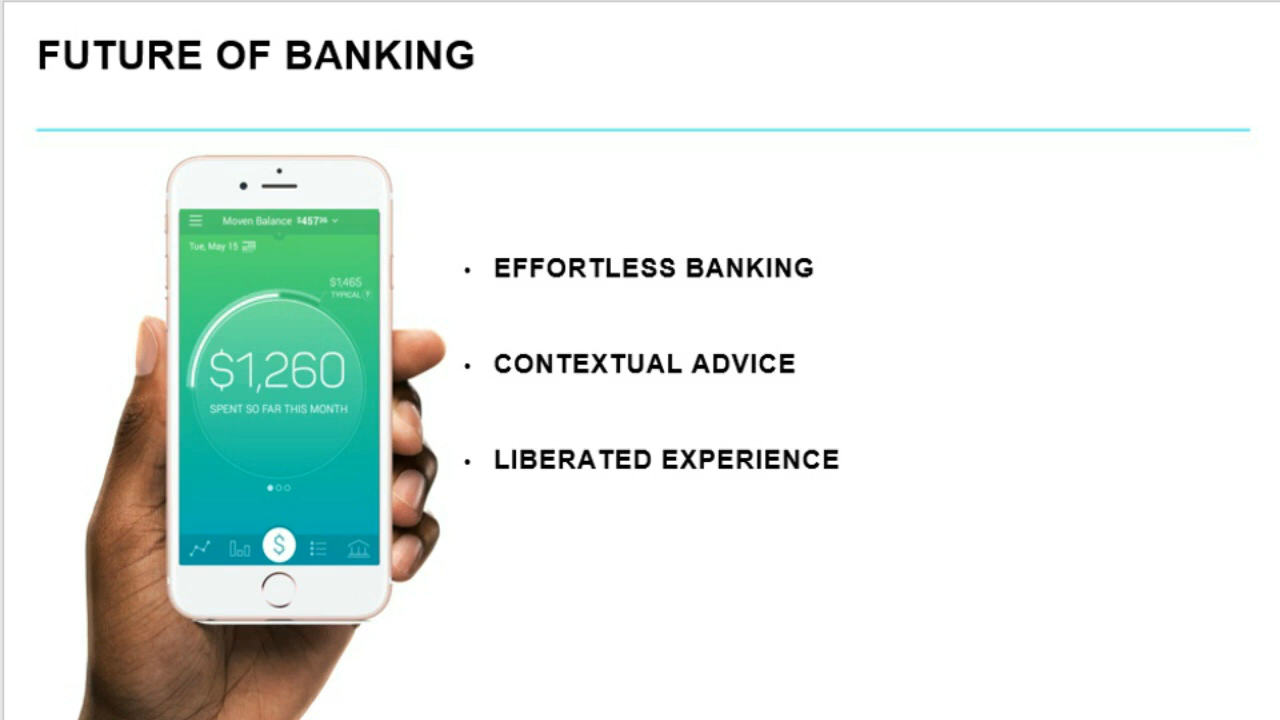 FUTURE OF BANKING
Moven Balance $457
Tue, May 15
$1,465
TYPICAL ?
$1,260
SPENT SO FAR THIS MONTH
$
• EFFORTLESS BANKING
• CONTEXTUAL ADVICE
• LIBERATED EXPERIENCE